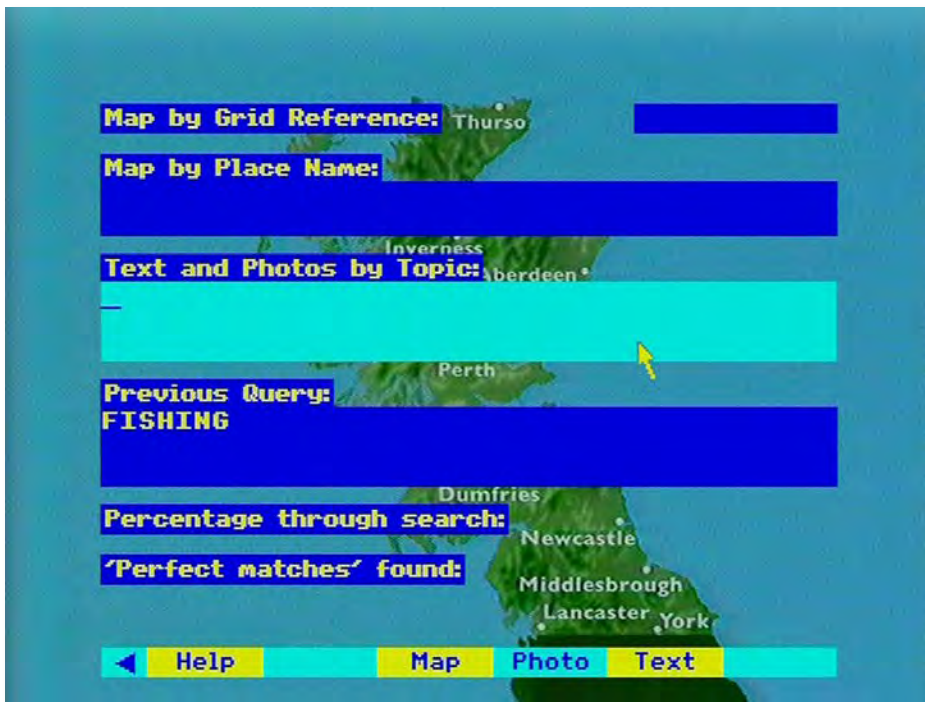 Map by Grid Reference:
Thurso
Map by Place Name:
Inverness
Text and Photos by Topic:
Aberdeen
Perth
Previous Query:
FISHING
Dumfries
Percentage through search:
Newcastle
'Perfect matches' found:
Middlesbrough
Lancaster York
Help Map Photo Text